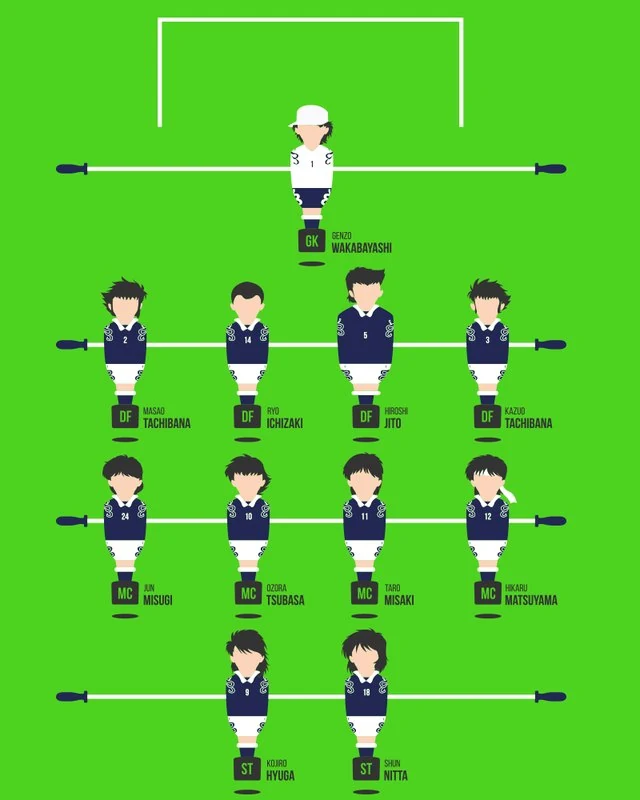 1
GK
GENZO
WAKABAYASHI
2
14
5
3
DF
MASAO
TACHIBANA
DF
RYO
ICHIZAKI
DF
HIROSHI
JITO
DF
KAZUO
TACHIBANA
24
10
11
12
MC
JUN
MISUGI
MC
OZORA
TSUBASA
MC
TARO
MISAKI
MC
HIKARU
MATSUYAMA
9
18
ST
KOJIRO
HYUGA
ST
SHUN
NITTA